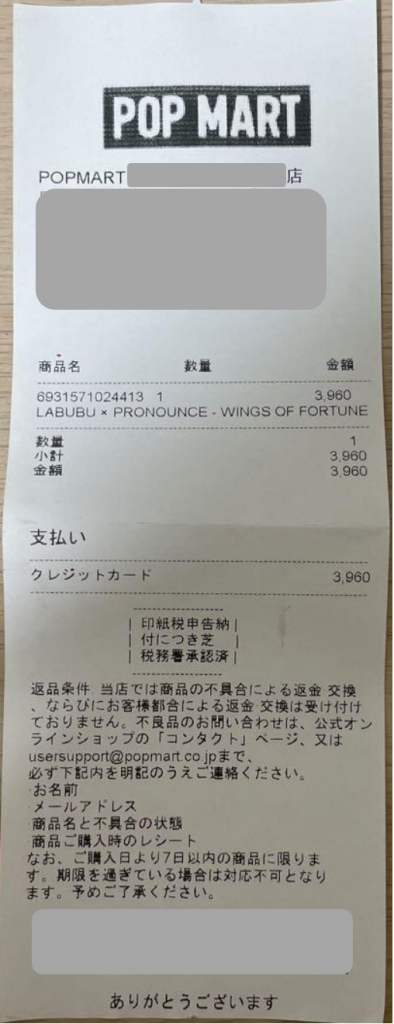 POP MART
POPMART 店
商品名 数量 金額
6931571024413 1 3,960
LABUBU × PRONOUNCE - WINGS OF FORTUNE
数量 1
小計 3,960
金額 3,960
支払い
クレジットカード 3,960
印紙税申告納
付につき芝
税務署承認済
返品条件 当店では商品の不具合による返金 交換
、ならびにお客様都合による返金 交換は受け付け
ておりません。不良品のお問い合わせは、公式オン
ラインショップの「コンタクト」ページ、又は
usersupport@popmart.co.jpまで、
必ず下記内を明記のうえご連絡ください。
·お名前
·メールアドレス
商品名と不具合の状態
商品ご購入時のレシート
なお、ご購入日より7日以内の商品に限りま
す。期限を過ぎている場合は対応不可となり
ます。予めご了承ください。
ありがとうございます